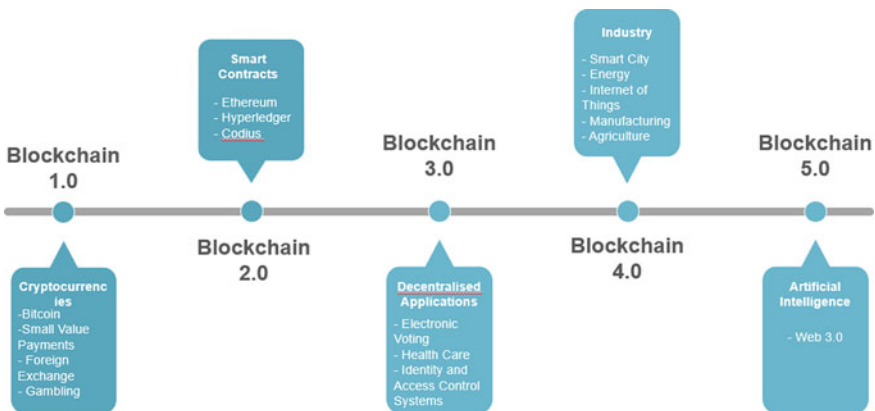 Smart
Contracts
- Ethereum
- Hyperledger
- Codius
Industry
- Smart City
- Energy
- Internet of
Things
- Manufacturing
- Agriculture
Blockchain
1.0
Blockchain
3.0
Blockchain
5.0
Blockchain
2.0
Blockchain
4.0
Cryptocurrenc
ies
-Bitcoin
-Small Value
Payments
- Foreign
Exchange
- Gambling
Decentralised
Applications
- Electronic
Voting
- Health Care
- Identity and
Access Control
Systems
Artificial
Intelligence
- Web 3.0